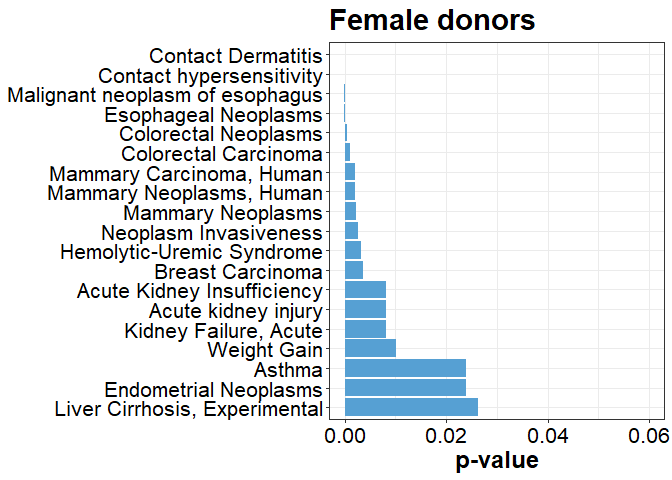 Female donors
Contact Dermatitis
Contact hypersensitivity
Malignant neoplasm of esophagus
Esophageal Neoplasms
Colorectal Neoplasms
Colorectal Carcinoma
Mammary Carcinoma, Human
Mammary Neoplasms, Human
Mammary Neoplasms
Neoplasm Invasiveness
Hemolytic-Uremic Syndrome
Breast Carcinoma
Acute Kidney Insufficiency
Acute kidney injury
Kidney Failure, Acute
Weight Gain
Asthma
Endometrial Neoplasms
Liver Cirrhosis, Experimental
0.00 0.02 0.04 0.06
p-value